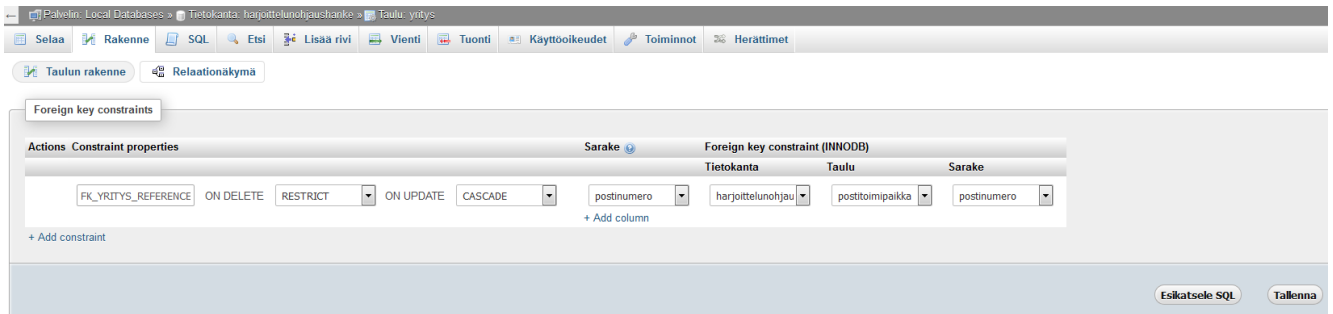 Palvelin: Local Databases » Tietokanta: harjoittelunohjaushanke » Taulu: yritys
Selaa Rakenne SQL Etsi Lisää rivi Vienti Tuonti Käyttöoikeudet Toiminnot Herättimet
Taulun rakenne Relaationäkymä
Foreign key constraints
Actions Constraint properties Sarake Foreign key constraint (INNODB)
Tietokanta Taulu Sarake
FK_YRITYS_REFERENCE ON DELETE RESTRICT ON UPDATE CASCADE postinumero harjoittelunohjau postitoimipaikka postinumero
+ Add column
+ Add constraint
Esikatsele SQL Tallenna